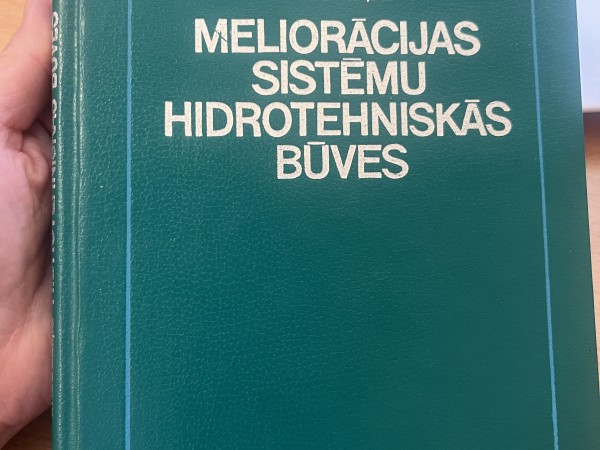 MELIORĀCIJAS
SISTĒMU
HIDROTEHNISKĀS
BŪVES